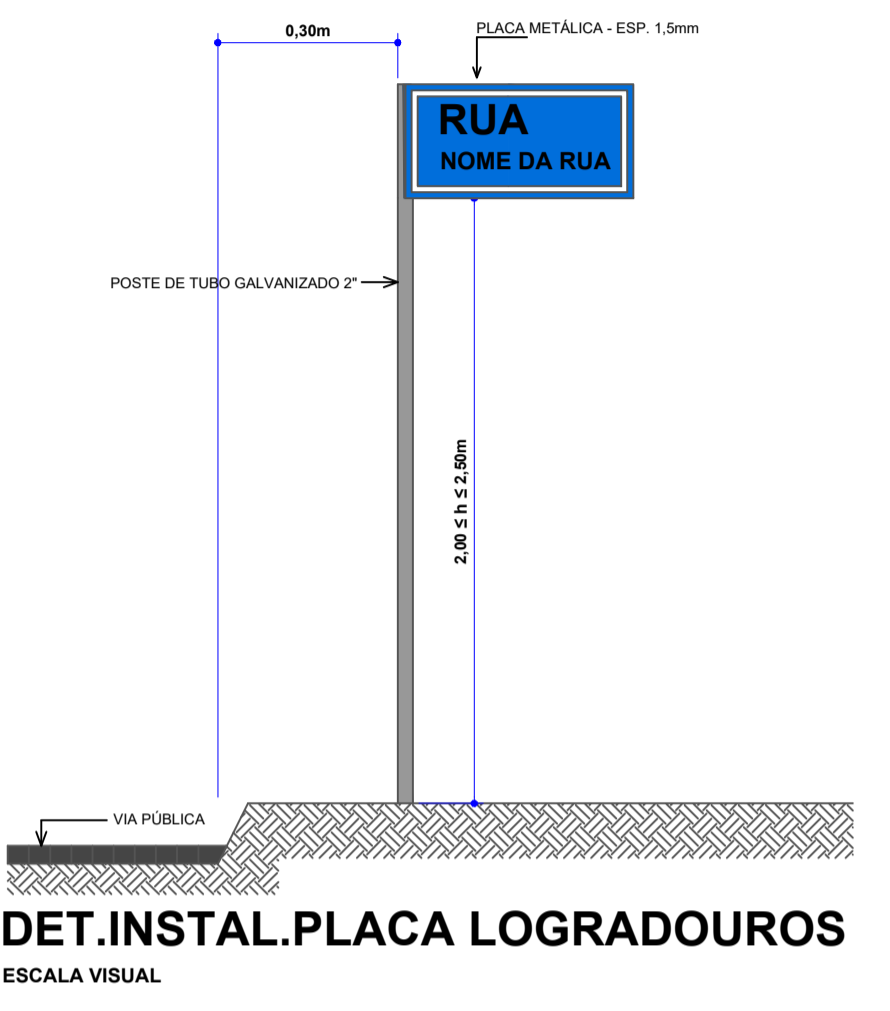 0,30m
PLACA METÁLICA - ESP. 1,5mm
RUA
NOME DA RUA
POSTE DE TUBO GALVANIZADO 2"
2,00 ≤ h ≤ 2,50m
VIA PÚBLICA
DET.INSTAL.PLACA LOGRADOUROS
ESCALA VISUAL